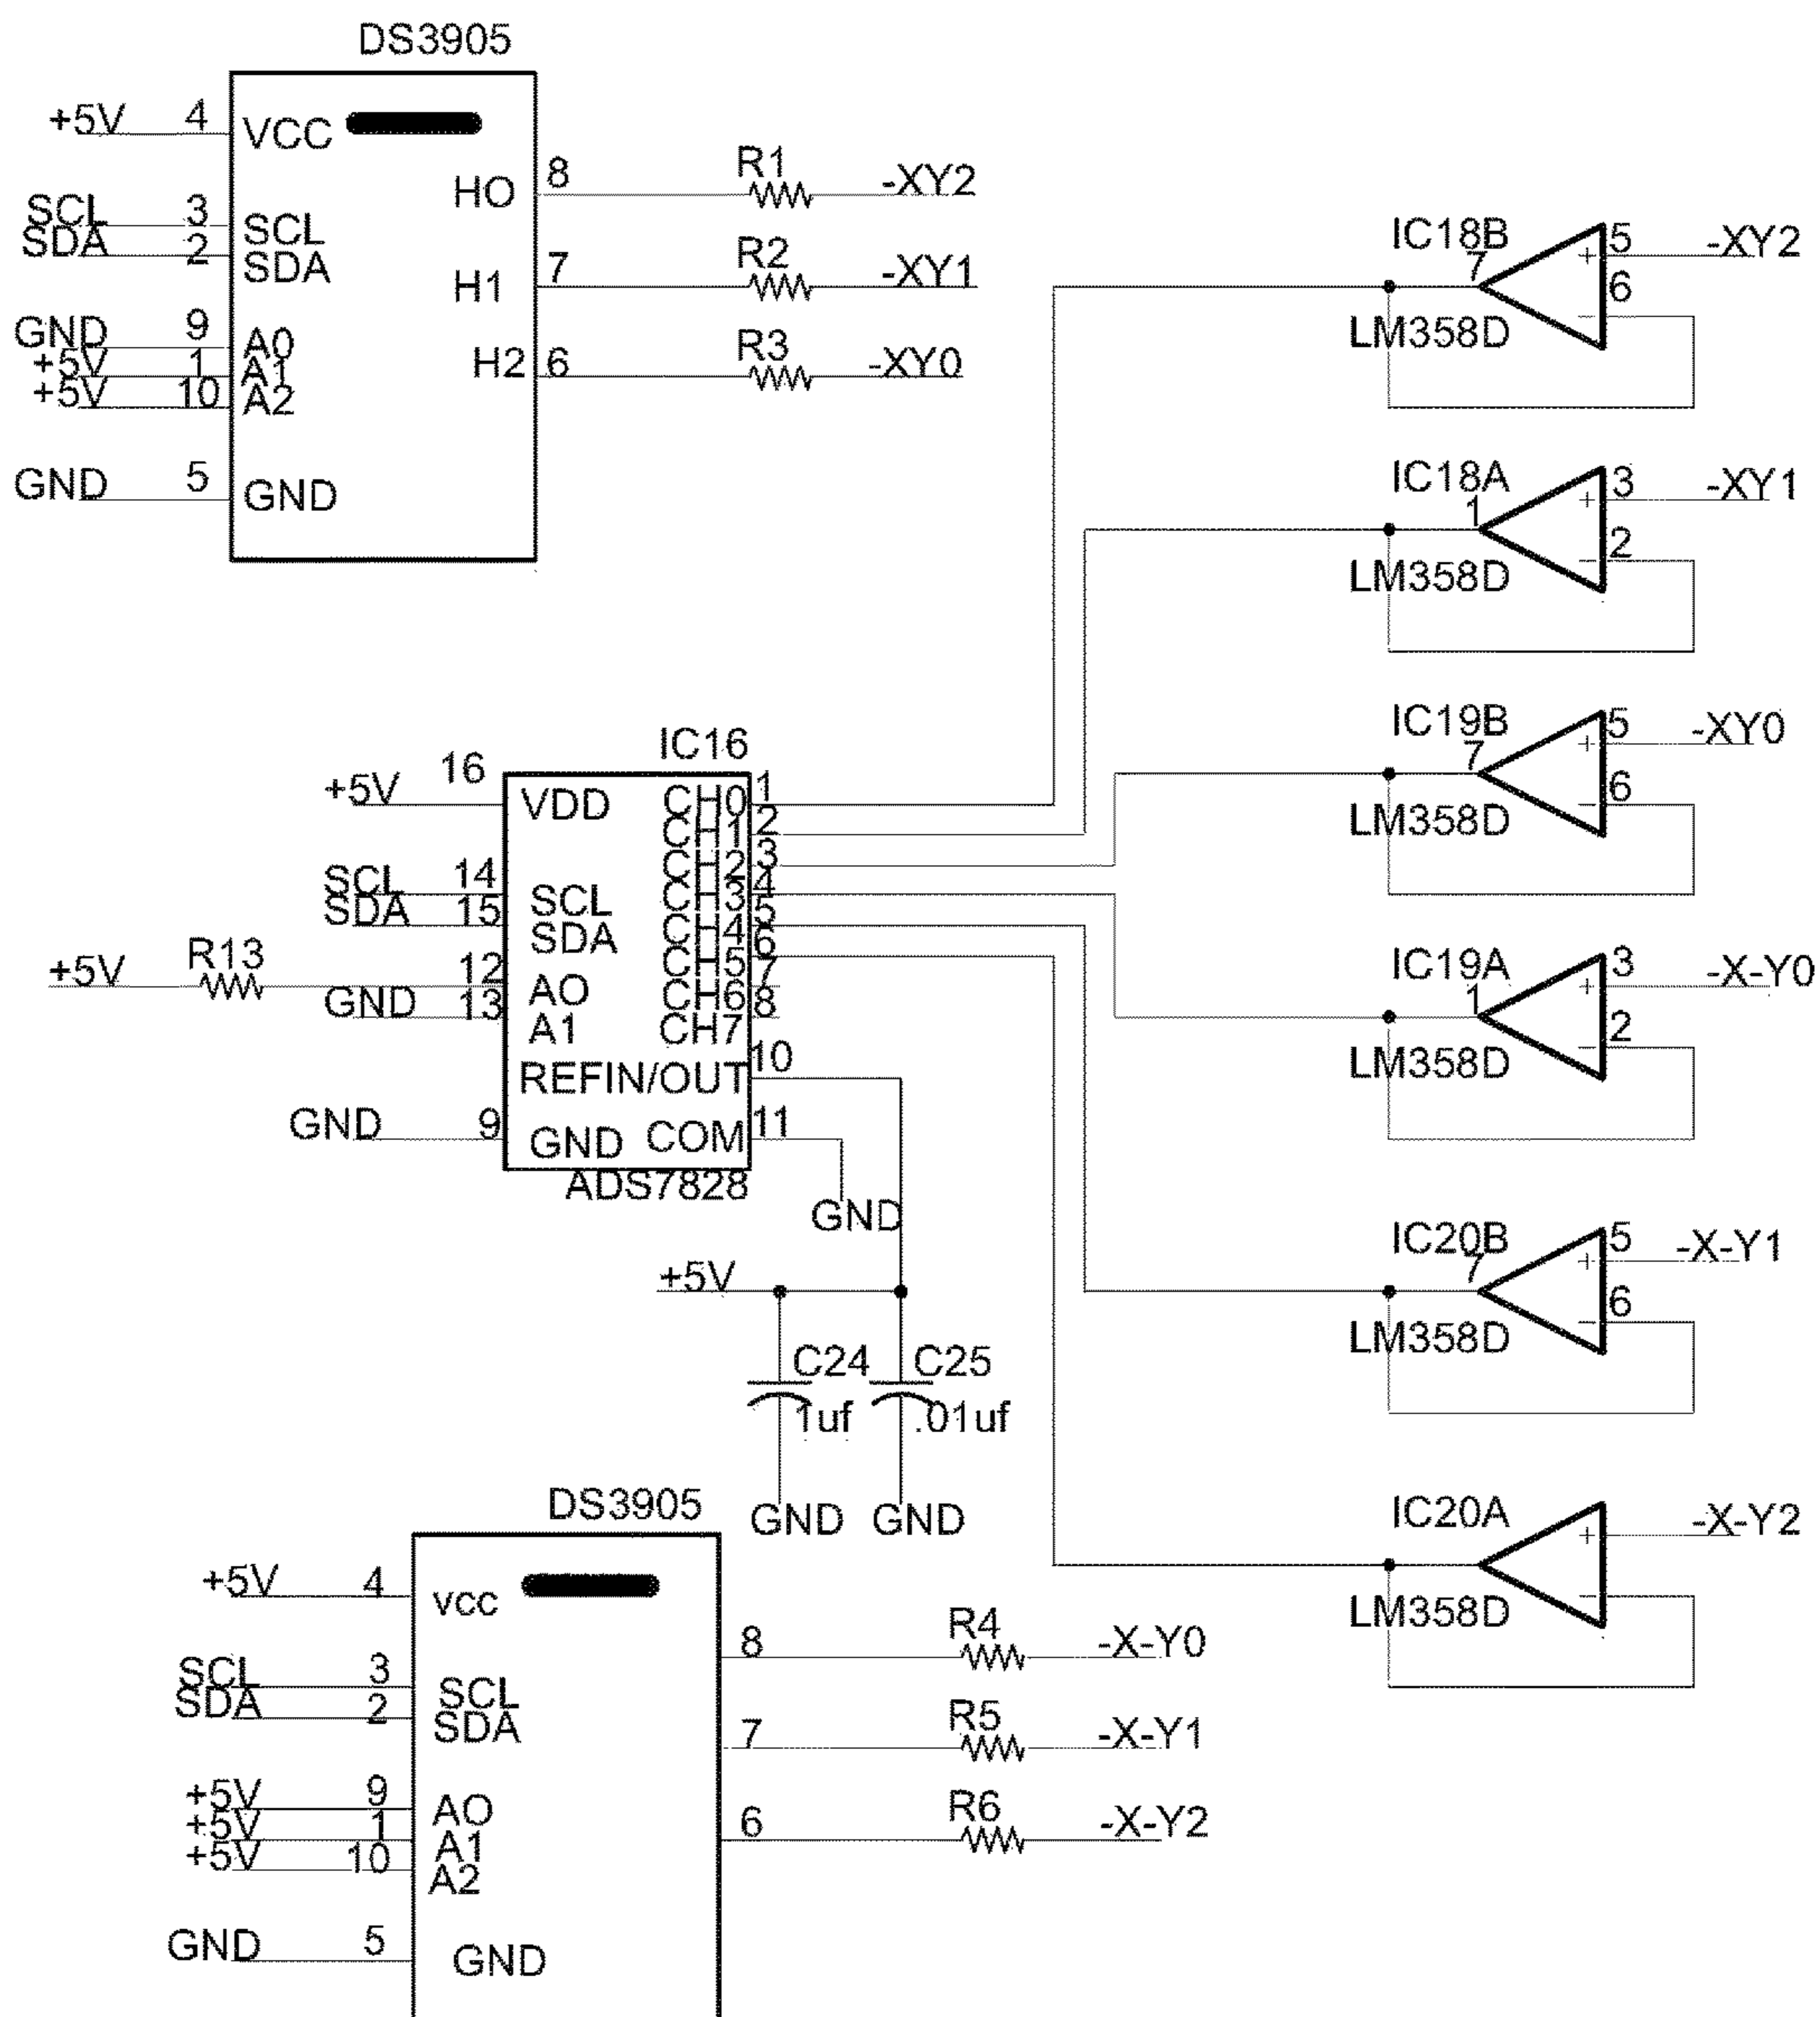 DS3905
+5V 4 VCC
HO 8 R1 -XY2
SCL 3 SCL
SDA 2 SDA
H1 7 R2 -XY1
GND 9 A0
+5V 1 A1
+5V 10 A2
H2 6 R3 -XY0
GND 5 GND
IC18B
7 5 -XY2
6
LM358D
IC18A
1 3 -XY1
2
LM358D
IC19B
7 5 -XY0
6
LM358D
IC16
+5V 16 VDD CH0 1
CH1 2
CH2 3
SCL 14 SCL CH3 4
SDA 15 SDA CH4 5
CH5 6
+5V R13 12 AO CH6 7
GND 13 A1 CH7 8
REFIN/OUT 10
GND 9 GND COM 11
ADS7828
GND
IC19A
1 3 -X-Y0
2
LM358D
+5V
C24 C25
1uf .01uf
GND GND
IC20B
7 5 -X-Y1
6
LM358D
IC20A
-X-Y2
LM358D
DS3905
+5V 4 VCC
8 R4 -X-Y0
SCL 3 SCL
SDA 2 SDA
7 R5 -X-Y1
+5V 9 AO
+5V 1 A1
+5V 10 A2
6 R6 -X-Y2
GND 5 GND